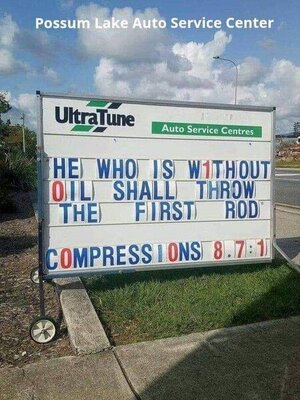 Possum Lake Auto Service Center
UltraTune
Auto Service Centres
HE WHO IS W1THOUT
OIL SHALL THROW
THE FIRST ROD
COMPRESSIONS 8:7:1